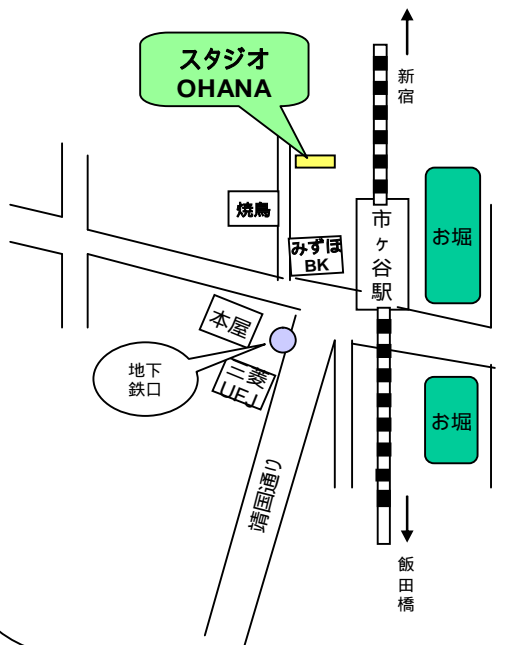 スタジオ
OHANA
新宿
焼鳥
みずほ
BK
市ヶ谷駅
お堀
本屋
地下
鉄口
三菱
UFJ
お堀
靖国通り
飯田橋